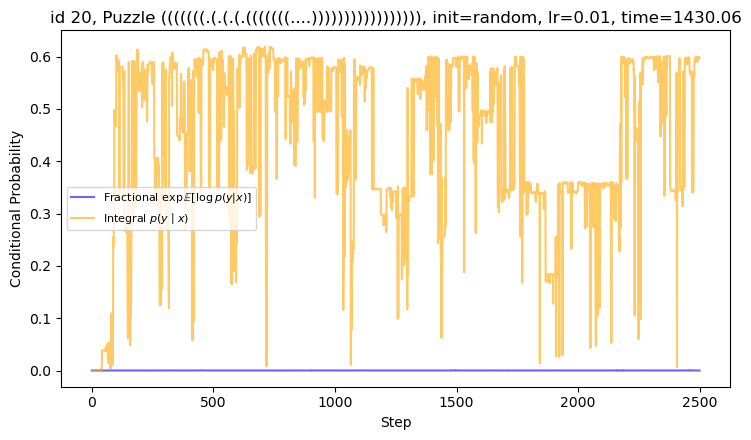 id 20, Puzzle (((((((.(.(.(.(((((((....))))))))))))))))), init=random, lr=0.01, time=1430.06
0.6
0.5
0.4
0.3
0.2
0.1
0.0
Conditional Probability
Fractional exp 𝔼[log p(y|x)]
Integral p(y | x)
0
500
1000
1500
2000
2500
Step